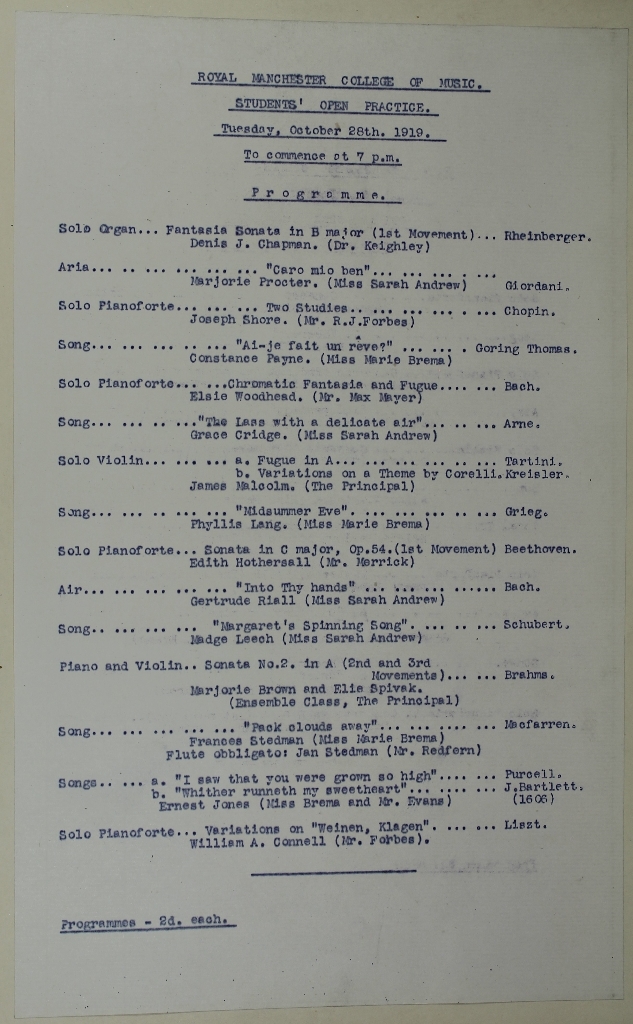 ROYAL MANCHESTER COLLEGE OF MUSIC.
STUDENTS' OPEN PRACTICE.
Tuesday, October 28th. 1919.
To commence at 7 p.m.
Programme.
Solo Organ... Fantasia Sonata in B major (1st Movement)... Rheinberger.
Denis J. Chapman. (Dr. Keighley)
Aria... .. ... ... ... ... "Caro mio ben"... ... ... . ...
Marjorie Procter. (Miss Sarah Andrew) Giordani.
Solo Pianoforte... ... ... Two Studies.. ... ... ... . ... Chopin.
Joseph Shore. (Mr. R.J.Forbes)
Song... ... ... .. ... "Ai-je fait un rêve?" ... ... . Goring Thomas.
Constance Payne. (Miss Marie Brema)
Solo Pianoforte... ...Chromatic Fantasia and Fugue.... ... Bach.
Elsie Woodhead. (Mr. Max Mayer)
Song... ... .. ..."The Lass with a delicate air"... .. ... Arne.
Grace Cridge. (Miss Sarah Andrew)
Solo Violin... ... ... a. Fugue in A... ... ... ... .. ... Tartini.
b. Variations on a Theme by Corelli. Kreisler.
James Malcolm. (The Principal)
Song... ... ... .. ... "Midsummer Eve". ... ... ... .. ... Grieg.
Phyllis Lang. (Miss Marie Brema)
Solo Pianoforte... Sonata in C major, Op.54.(1st Movement) Beethoven.
Edith Hothersall (Mr. Merrick)
Air... ... ... ... ... "Into Thy hands" ... ... ... ...... Bach.
Gertrude Riall (Miss Sarah Andrew)
Song.. ... ... ... "Margaret's Spinning Song". ... .. ... Schubert.
Madge Leech (Miss Sarah Andrew)
Piano and Violin.. Sonata No.2. in A (2nd and 3rd
Movements)... ... Brahms.
Marjorie Brown and Elie Spivak.
(Ensemble Class, The Principal)
Song... ... ... ... ... "Pack clouds away"... ... ... ... Macfarren.
Frances Stedman (Miss Marie Brema)
Flute obbligato: Jan Stedman (Mr. Redfern)
Songs.. ... a. "I saw that you were grown so high".... ... Purcell.
b. "Whither runneth my sweetheart"... .... ... J.Bartlett.
Ernest Jones (Miss Brema and Mr. Evans) (1606)
Solo Pianoforte... Variations on "Weinen, Klagen". ... ... Liszt.
William A. Connell (Mr. Forbes).
Programmes - 2d. each.